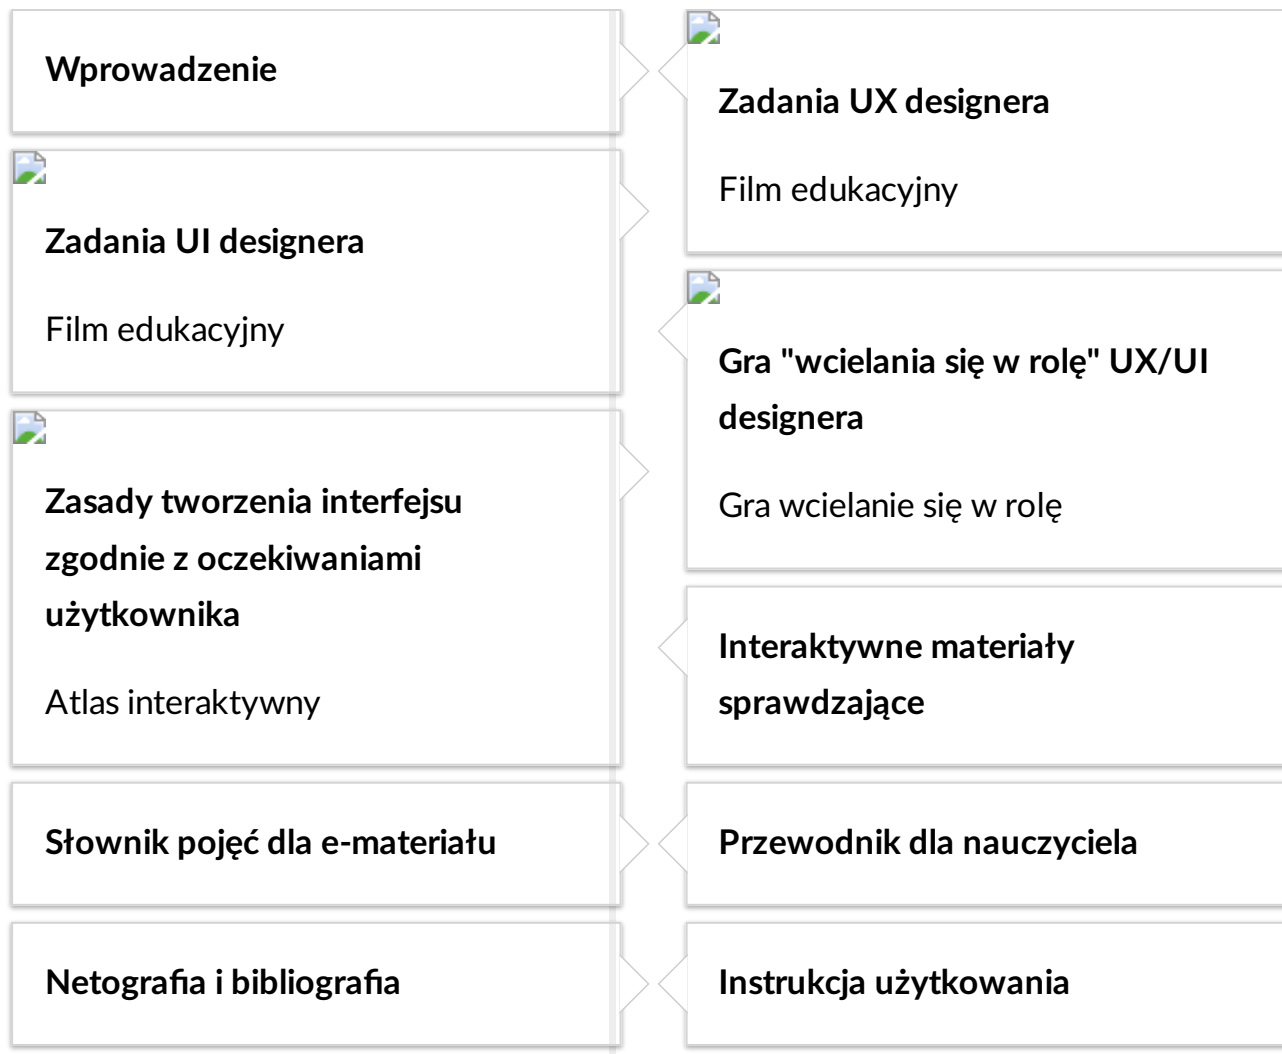 Wprowadzenie
Zadania UX designera
Film edukacyjny
Zadania UI designera
Film edukacyjny
Gra "wcielania się w rolę" UX/UI
designera
Gra wcielanie się w rolę
Zasady tworzenia interfejsu
zgodnie z oczekiwaniami
użytkownika
Atlas interaktywny
Interaktywne materiały
sprawdzające
Słownik pojęć dla e-materiału
Przewodnik dla nauczyciela
Netografia i bibliografia
Instrukcja użytkowania